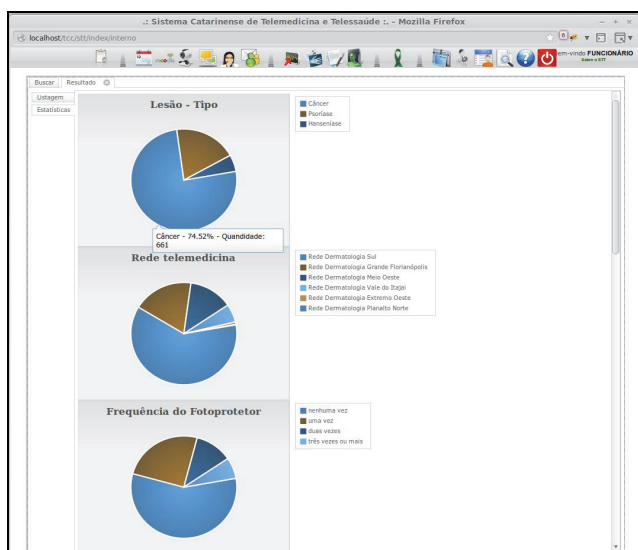 .: Sistema Catarinense de Telemedicina e Telessaúde :. - Mozilla Firefox
localhost/tcc/stt/index/interno
em-vindo FUNCIONÁRIO
Sobre o STT
Buscar
Resultado
Listagem
Estatísticas
Lesão - Tipo
Câncer
Psoríase
Hanseníase
Câncer - 74.52% - Quandidade:
661
Rede telemedicina
Rede Dermatologia Sul
Rede Dermatologia Grande Florianópolis
Rede Dermatologia Meio Oeste
Rede Dermatologia Vale do Itajaí
Rede Dermatologia Extremo Oeste
Rede Dermatologia Planalto Norte
Frequência do Fotoprotetor
nenhuma vez
uma vez
duas vezes
três vezes ou mais